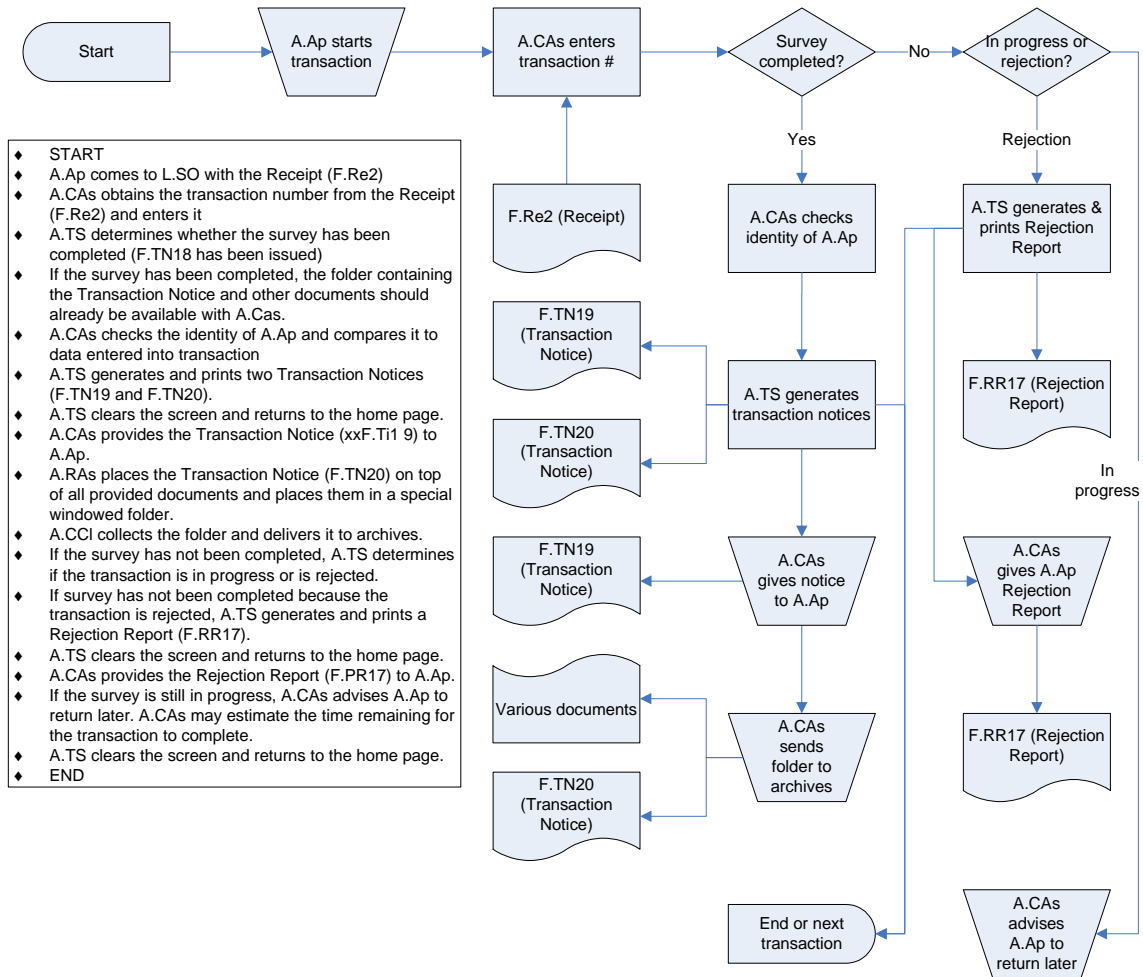 Start
A.Ap starts
transaction
A.CAs enters
transaction #
Survey
completed?
No
In progress or
rejection?
Yes
Rejection
♦ START
♦ A.Ap comes to L.SO with the Receipt (F.Re2)
♦ A.CAs obtains the transaction number from the Receipt
(F.Re2) and enters it
♦ A.TS determines whether the survey has been
completed (F.TN18 has been issued)
♦ If the survey has been completed, the folder containing
the Transaction Notice and other documents should
already be available with A.Cas.
♦ A.CAs checks the identity of A.Ap and compares it to
data entered into transaction
♦ A.TS generates and prints two Transaction Notices
(F.TN19 and F.TN20).
♦ A.TS clears the screen and returns to the home page.
♦ A.CAs provides the Transaction Notice (xxF.Ti1 9) to
A.Ap.
♦ A.RAs places the Transaction Notice (F.TN20) on top
of all provided documents and places them in a special
windowed folder.
♦ A.CCl collects the folder and delivers it to archives.
♦ If the survey has not been completed, A.TS determines
if the transaction is in progress or is rejected.
♦ If survey has not been completed because the
transaction is rejected, A.TS generates and prints a
Rejection Report (F.RR17).
♦ A.TS clears the screen and returns to the home page.
♦ A.CAs provides the Rejection Report (F.PR17) to A.Ap.
♦ If the survey is still in progress, A.CAs advises A.Ap to
return later. A.CAs may estimate the time remaining for
the transaction to complete.
♦ A.TS clears the screen and returns to the home page.
♦ END
F.Re2 (Receipt)
A.CAs checks
identity of A.Ap
A.TS generates &
prints Rejection
Report
F.TN19
(Transaction
Notice)
A.TS generates
transaction notices
F.RR17 (Rejection
Report)
F.TN20
(Transaction
Notice)
In
progress
F.TN19
(Transaction
Notice)
A.CAs
gives notice
to A.Ap
A.CAs
gives A.Ap
Rejection
Report
Various documents
A.CAs
sends
folder to
archives
F.RR17 (Rejection
Report)
F.TN20
(Transaction
Notice)
End or next
transaction
A.CAs
advises
A.Ap to
return later